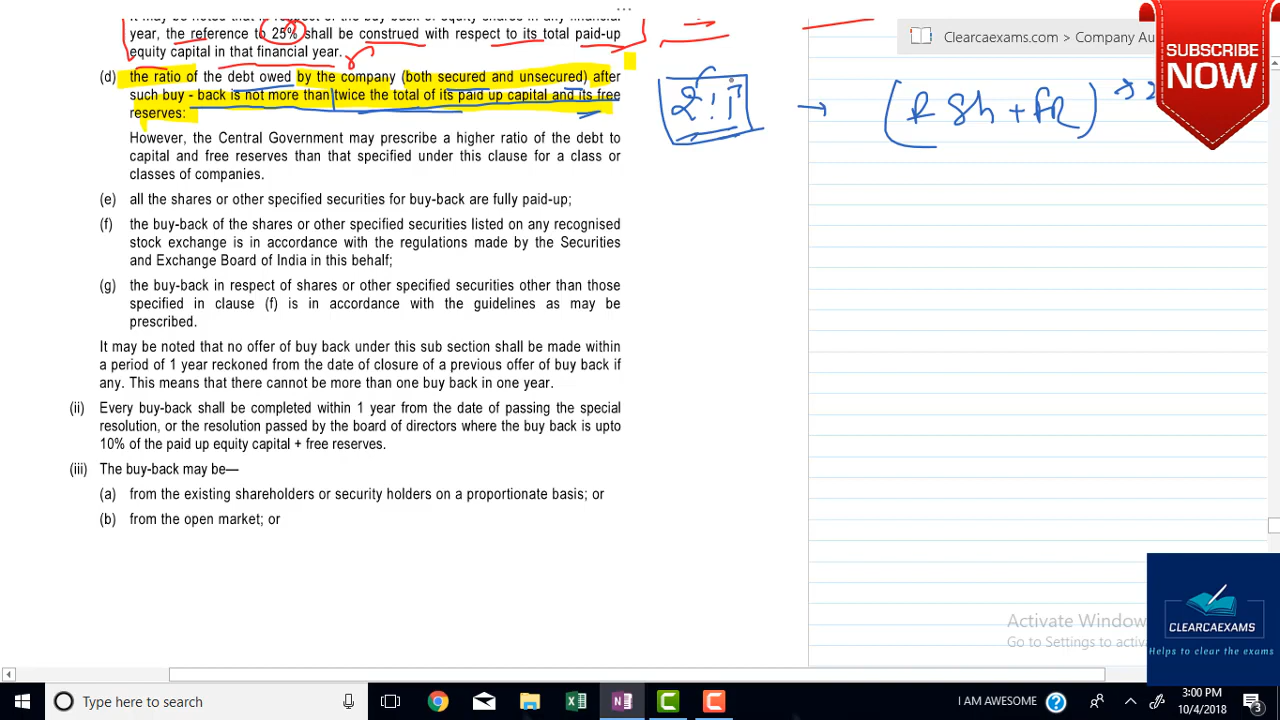 year, the reference to 25% shall be construed with respect to its total paid-up
equity capital in that financial year.
(d) the ratio of the debt owed by the company (both secured and unsecured) after
such buy - back is not more than twice the total of its paid up capital and its free
reserves:
However, the Central Government may prescribe a higher ratio of the debt to
capital and free reserves than that specified under this clause for a class or
classes of companies.
(e) all the shares or other specified securities for buy-back are fully paid-up;
(f) the buy-back of the shares or other specified securities listed on any recognised
stock exchange is in accordance with the regulations made by the Securities
and Exchange Board of India in this behalf;
(g) the buy-back in respect of shares or other specified securities other than those
specified in clause (f) is in accordance with the guidelines as may be
prescribed.
It may be noted that no offer of buy back under this sub section shall be made within
a period of 1 year reckoned from the date of closure of a previous offer of buy back if
any. This means that there cannot be more than one buy back in one year.
(ii) Every buy-back shall be completed within 1 year from the date of passing the special
resolution, or the resolution passed by the board of directors where the buy back is upto
10% of the paid up equity capital + free reserves.
(iii) The buy-back may be—
(a) from the existing shareholders or security holders on a proportionate basis; or
(b) from the open market; or
2:1
→
Clearcaexams.com > Company Au
SUBSCRIBE
NOW
Activate Window
Go to Settings to activ
CLEARCAEXAMS
Helps to clear the exams
Type here to search
I AM AWESOME
3:00 PM
10/4/2018